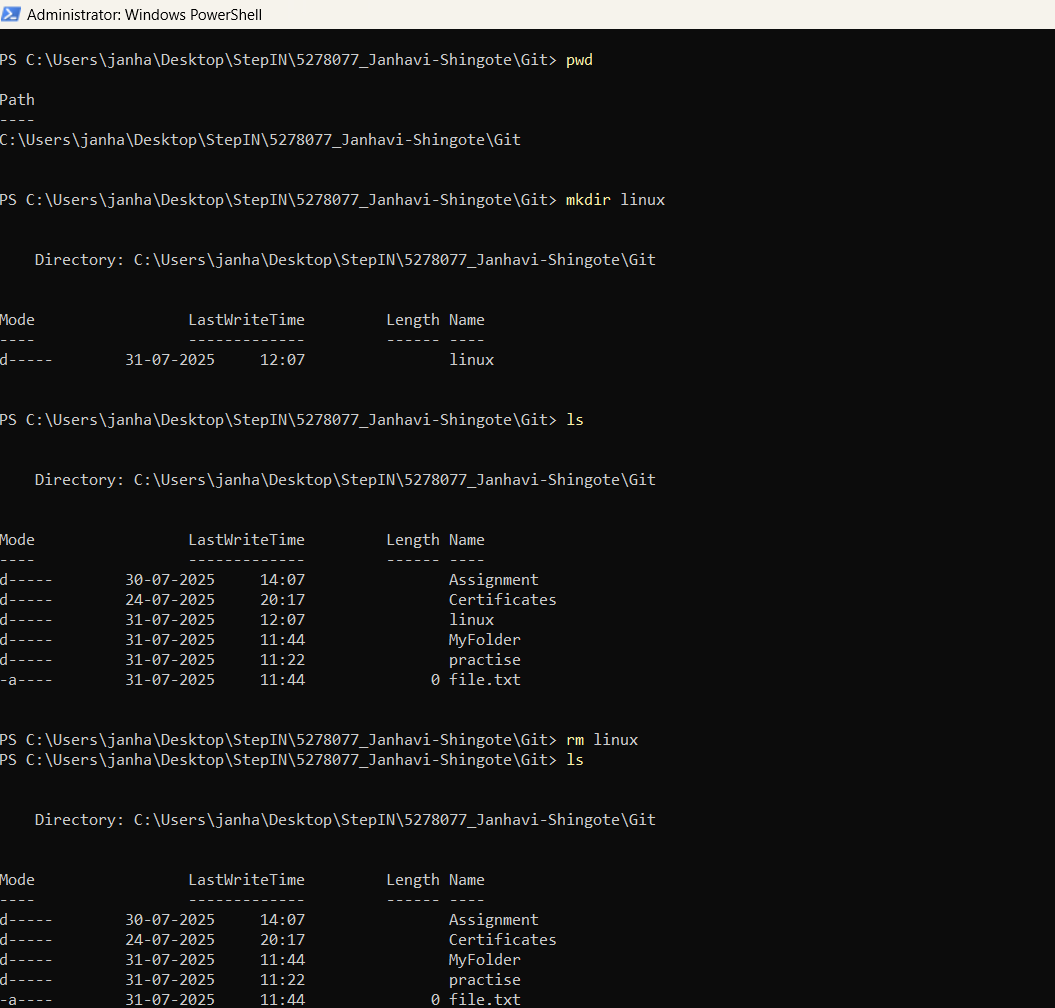 Administrator: Windows PowerShell
PS C:\Users\janha\Desktop\StepIN\5278077_Janhavi-Shingote\Git> pwd
Path
----
C:\Users\janha\Desktop\StepIN\5278077_Janhavi-Shingote\Git
PS C:\Users\janha\Desktop\StepIN\5278077_Janhavi-Shingote\Git> mkdir linux
    Directory: C:\Users\janha\Desktop\StepIN\5278077_Janhavi-Shingote\Git
Mode                 LastWriteTime         Length Name
----                 -------------         ------ ----
d-----        31-07-2025     12:07                linux
PS C:\Users\janha\Desktop\StepIN\5278077_Janhavi-Shingote\Git> ls
    Directory: C:\Users\janha\Desktop\StepIN\5278077_Janhavi-Shingote\Git
Mode                 LastWriteTime         Length Name
----                 -------------         ------ ----
d-----        30-07-2025     14:07                Assignment
d-----        24-07-2025     20:17                Certificates
d-----        31-07-2025     12:07                linux
d-----        31-07-2025     11:44                MyFolder
d-----        31-07-2025     11:22                practise
-a----        31-07-2025     11:44              0 file.txt
PS C:\Users\janha\Desktop\StepIN\5278077_Janhavi-Shingote\Git> rm linux
PS C:\Users\janha\Desktop\StepIN\5278077_Janhavi-Shingote\Git> ls
    Directory: C:\Users\janha\Desktop\StepIN\5278077_Janhavi-Shingote\Git
Mode                 LastWriteTime         Length Name
----                 -------------         ------ ----
d-----        30-07-2025     14:07                Assignment
d-----        24-07-2025     20:17                Certificates
d-----        31-07-2025     11:44                MyFolder
d-----        31-07-2025     11:22                practise
-a----        31-07-2025     11:44              0 file.txt